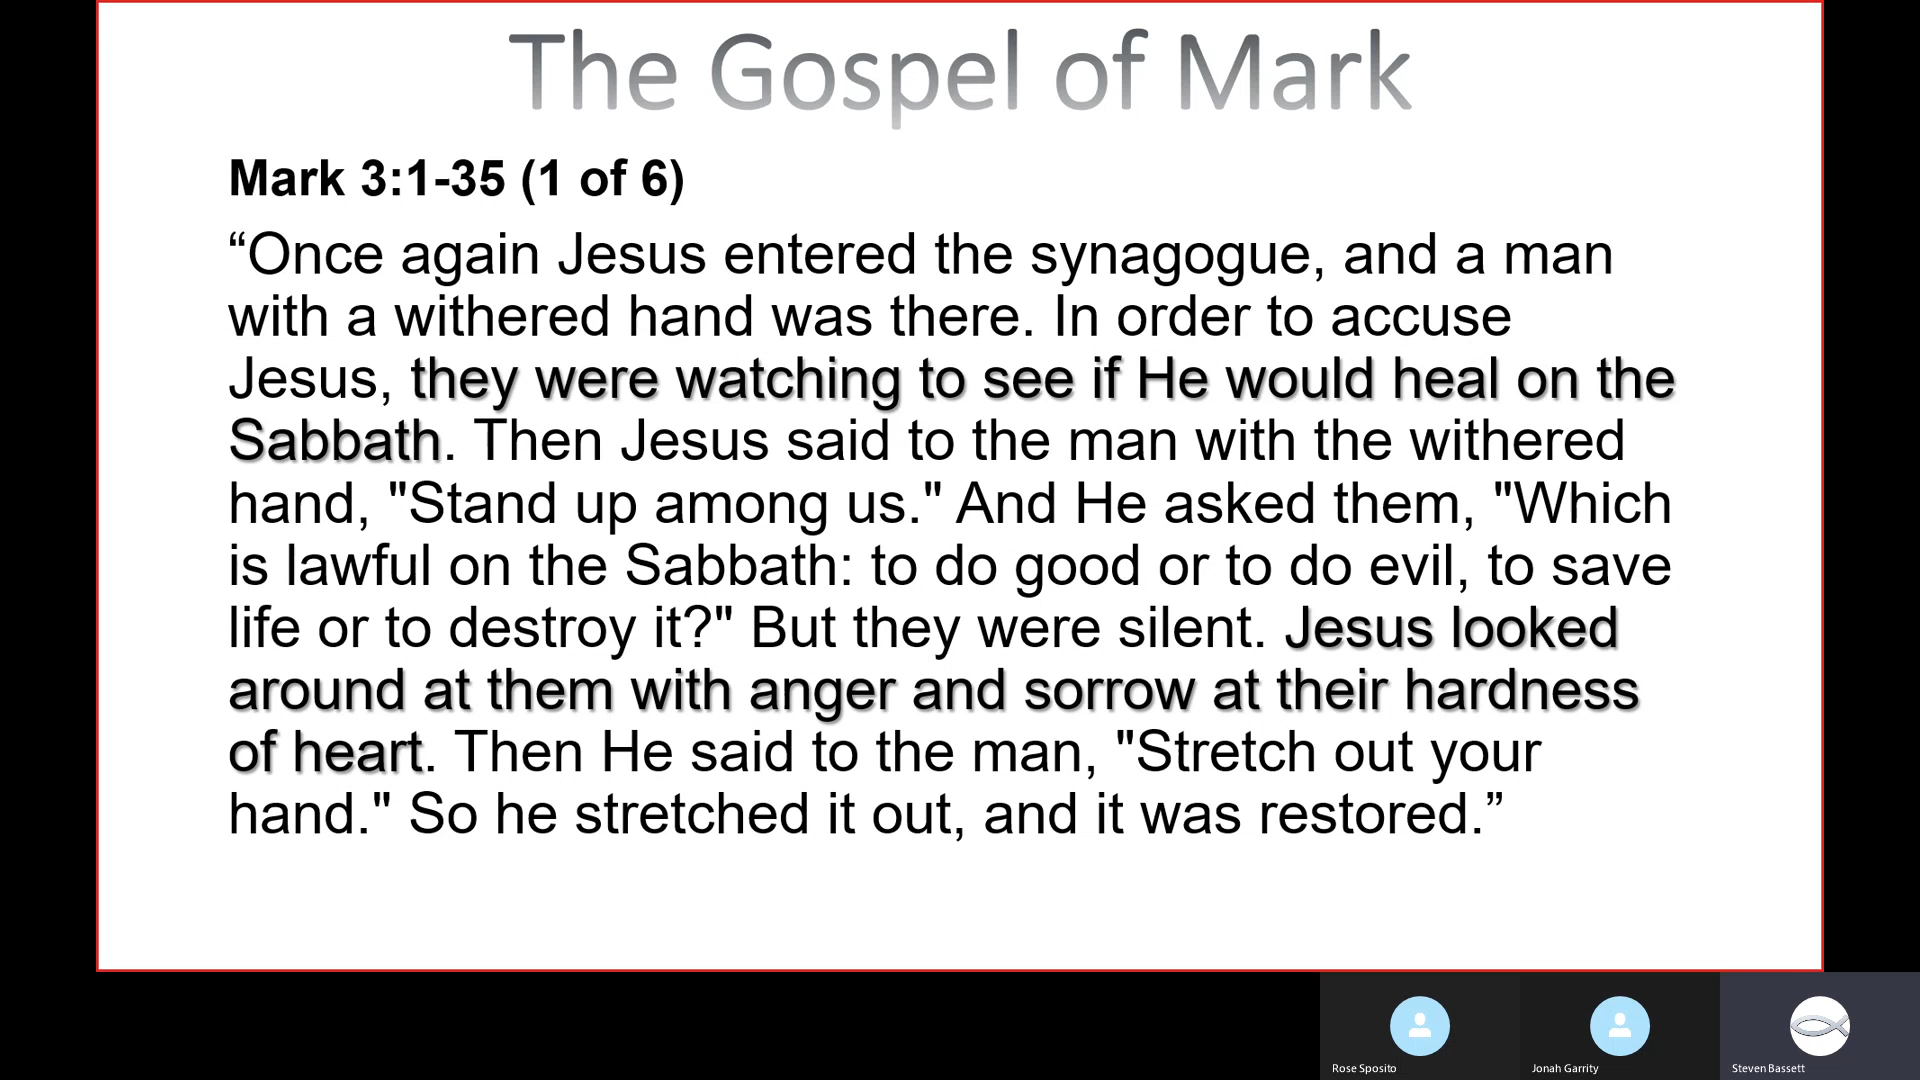 The Gospel of Mark
Mark 3:1-35 (1 of 6)
“Once again Jesus entered the synagogue, and a man
with a withered hand was there. In order to accuse
Jesus, they were watching to see if He would heal on the
Sabbath. Then Jesus said to the man with the withered
hand, "Stand up among us." And He asked them, "Which
is lawful on the Sabbath: to do good or to do evil, to save
life or to destroy it?" But they were silent. Jesus looked
around at them with anger and sorrow at their hardness
of heart. Then He said to the man, "Stretch out your
hand." So he stretched it out, and it was restored.”
Rose Sposito
Jonah Garrity
Steven Bassett